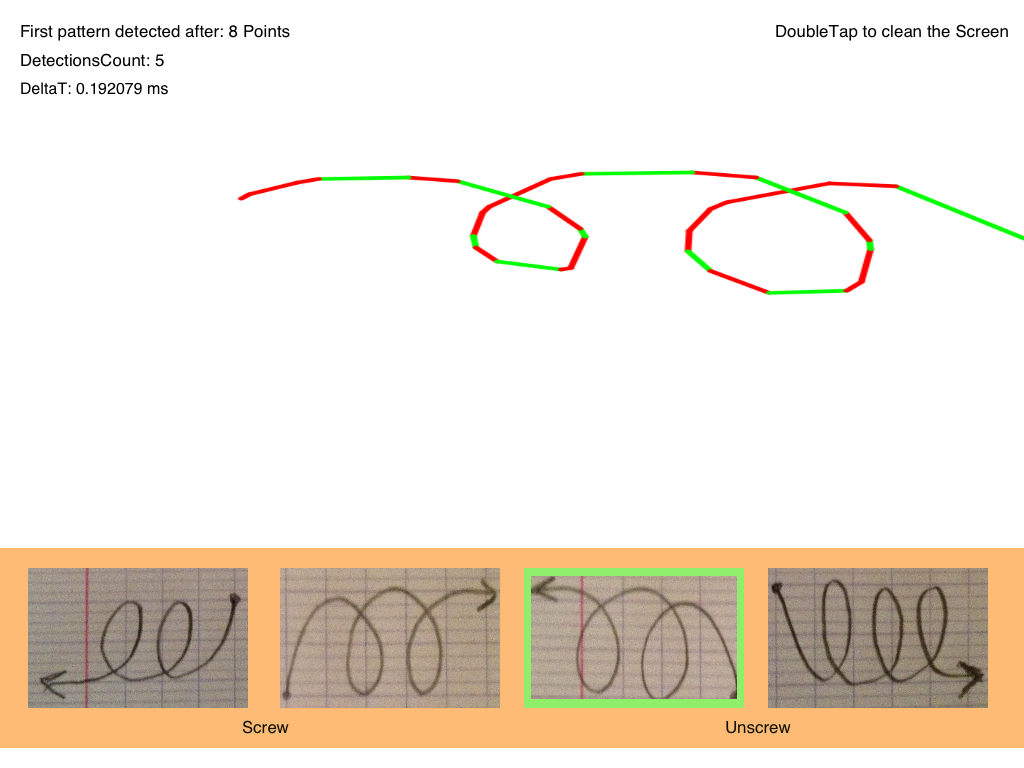 First pattern detected after: 8 Points
DoubleTap to clean the Screen
DetectionsCount: 5
DeltaT: 0.192079 ms
Screw
Unscrew